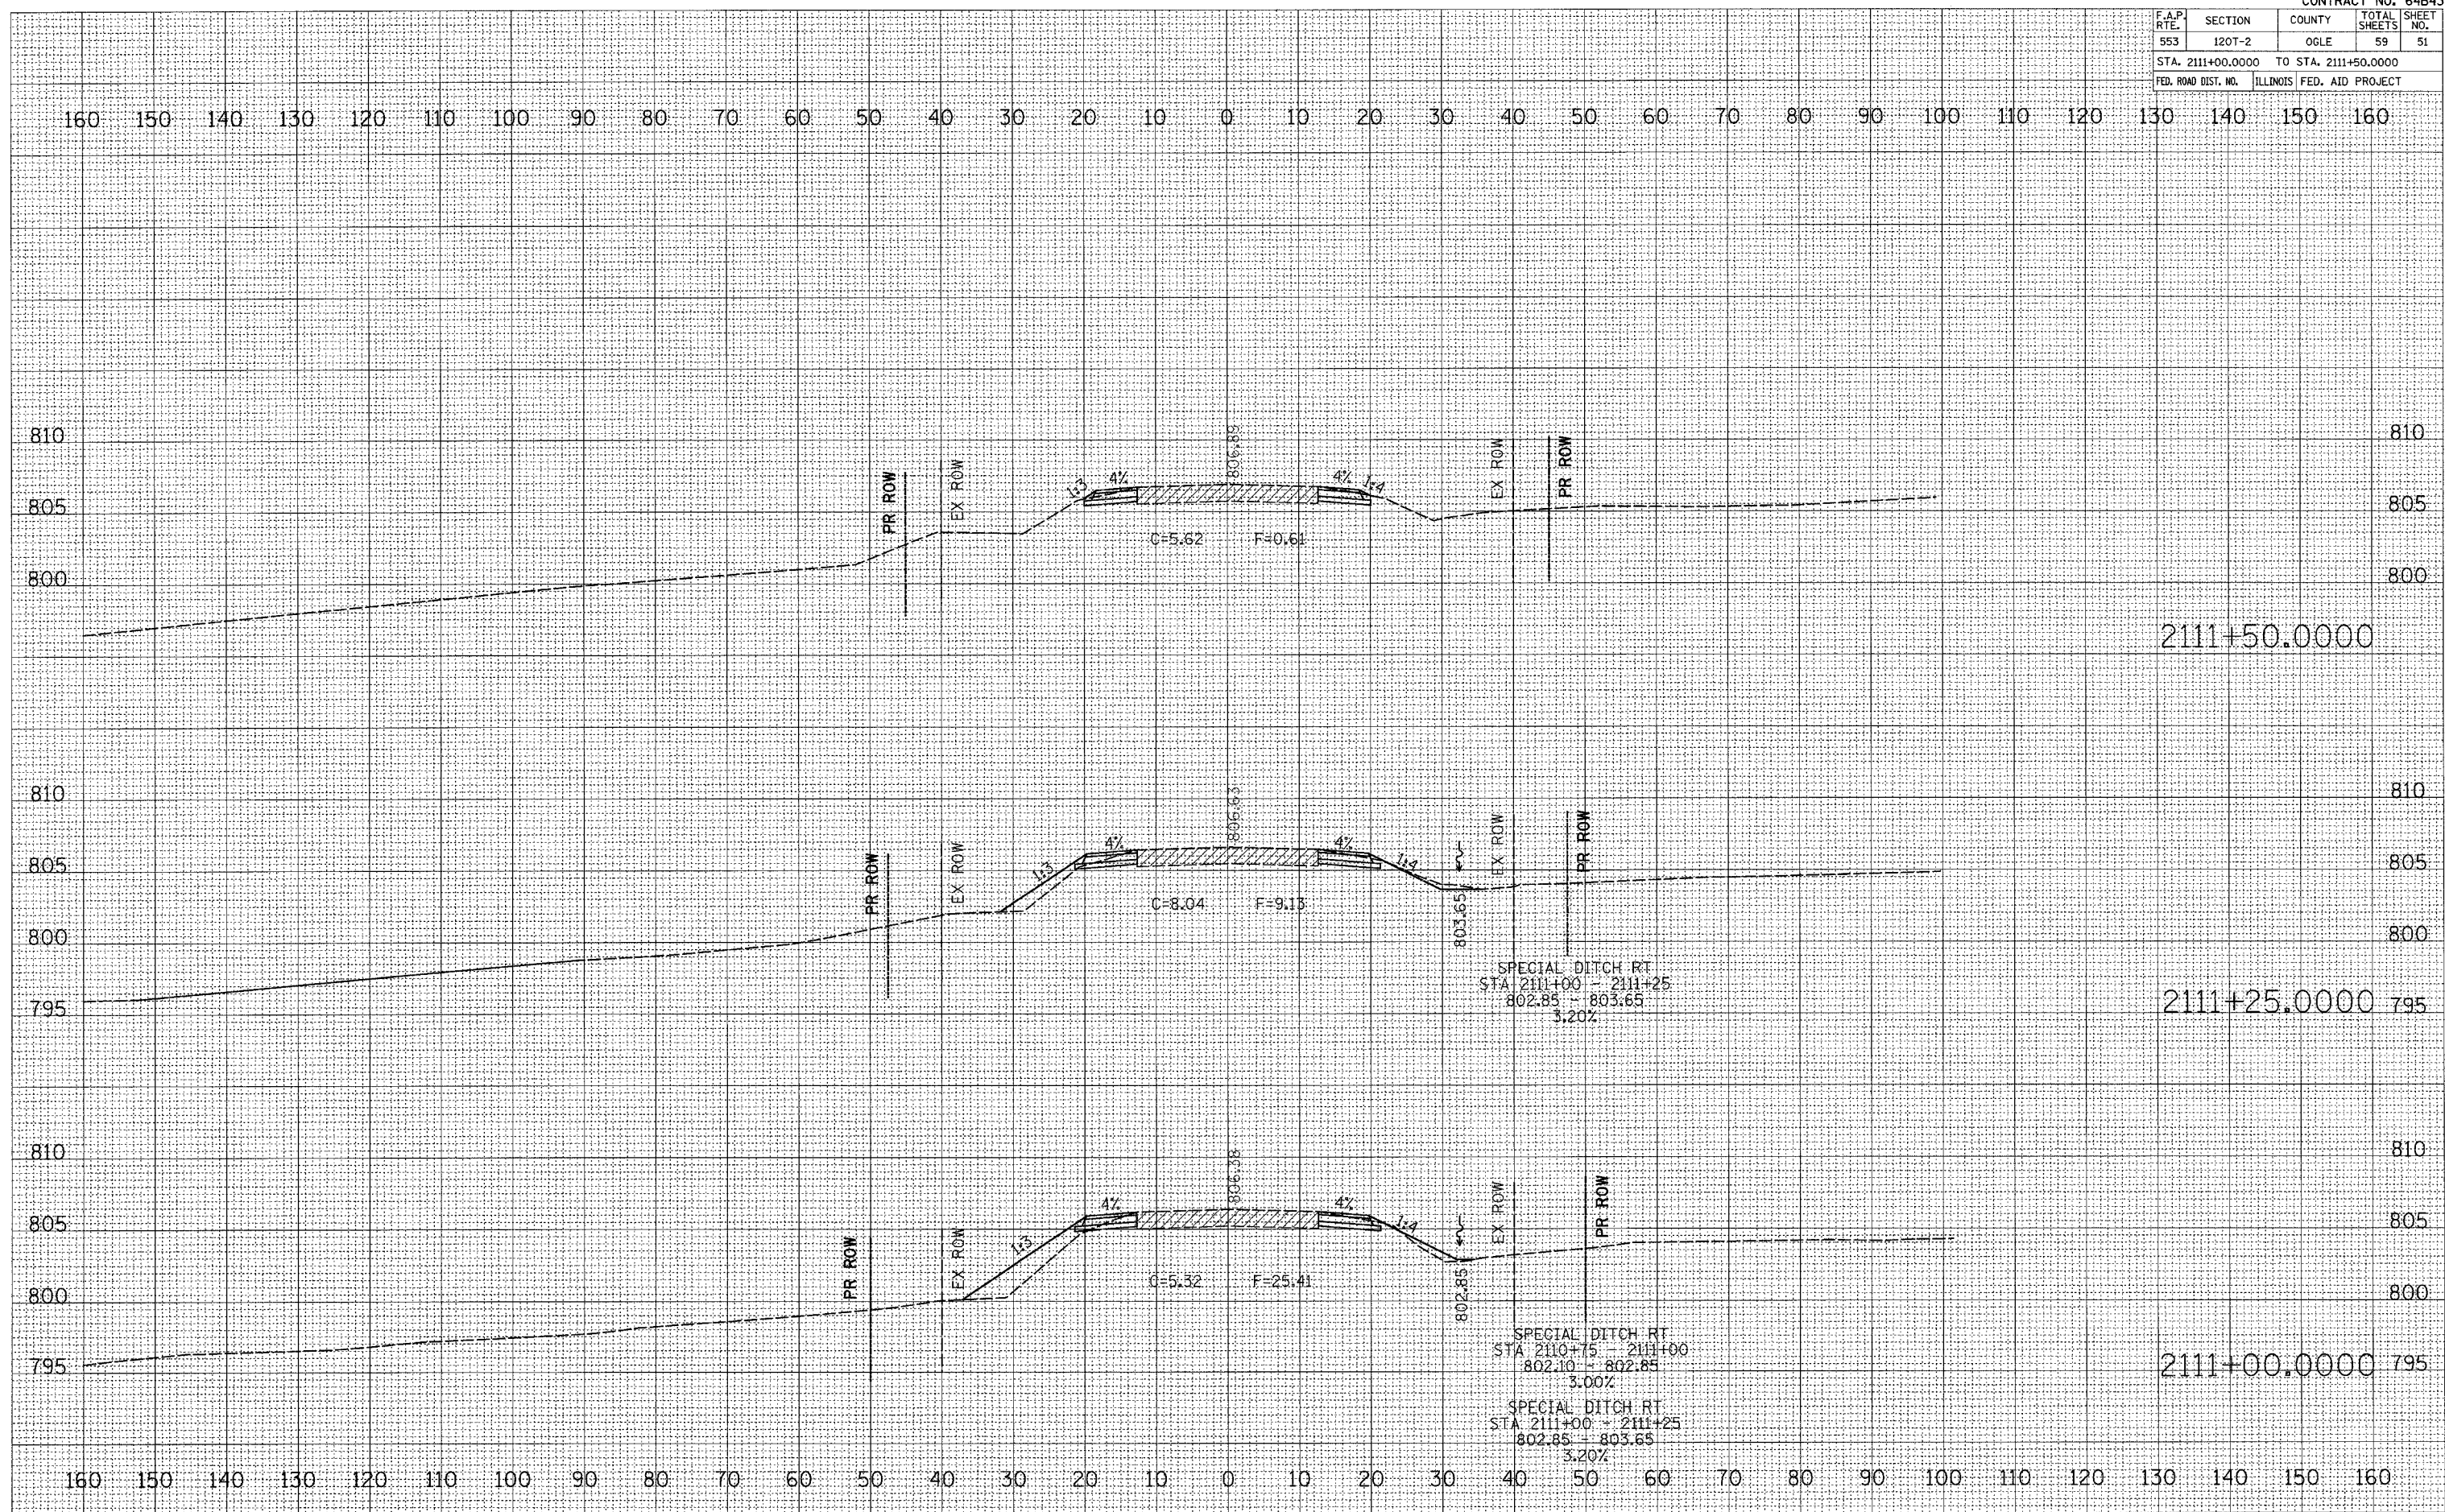 CONTRACT NO. 64B45
F.A.P. RTE. SECTION COUNTY TOTAL SHEETS SHEET NO.
553 120T-2 OGLE 59 51
STA. 2111+00.0000 TO STA. 2111+50.0000
FED. ROAD DIST. NO. ILLINOIS FED. AID PROJECT
160 150 140 130 120 110 100 90 80 70 60 50 40 30 20 10 0 10 20 30 40 50 60 70 80 90 100 110 120 130 140 150 160
810 810
805 805
800 800
PR ROW
EX ROW
1:3
4%
806.89
4%
1:4
EX ROW
PR ROW
C=5.62 F=0.61
2111+50.0000
810 810
805 805
800 800
795 795
PR ROW
EX ROW
1:3
4%
806.63
4%
1:4
803.65
EX ROW
PR ROW
C=8.04 F=9.13
SPECIAL DITCH RT
STA 2111+00 - 2111+25
802.85 - 803.65
3.20%
2111+25.0000
810 810
805 805
800 800
795 795
PR ROW
EX ROW
1:3
4%
806.38
4%
1:4
802.85
EX ROW
PR ROW
C=5.32 F=25.41
SPECIAL DITCH RT
STA 2110+75 - 2111+00
802.10 - 802.85
3.00%
2111+00.0000
SPECIAL DITCH RT
STA 2111+00 - 2111+25
802.85 - 803.65
3.20%
160 150 140 130 120 110 100 90 80 70 60 50 40 30 20 10 0 10 20 30 40 50 60 70 80 90 100 110 120 130 140 150 160